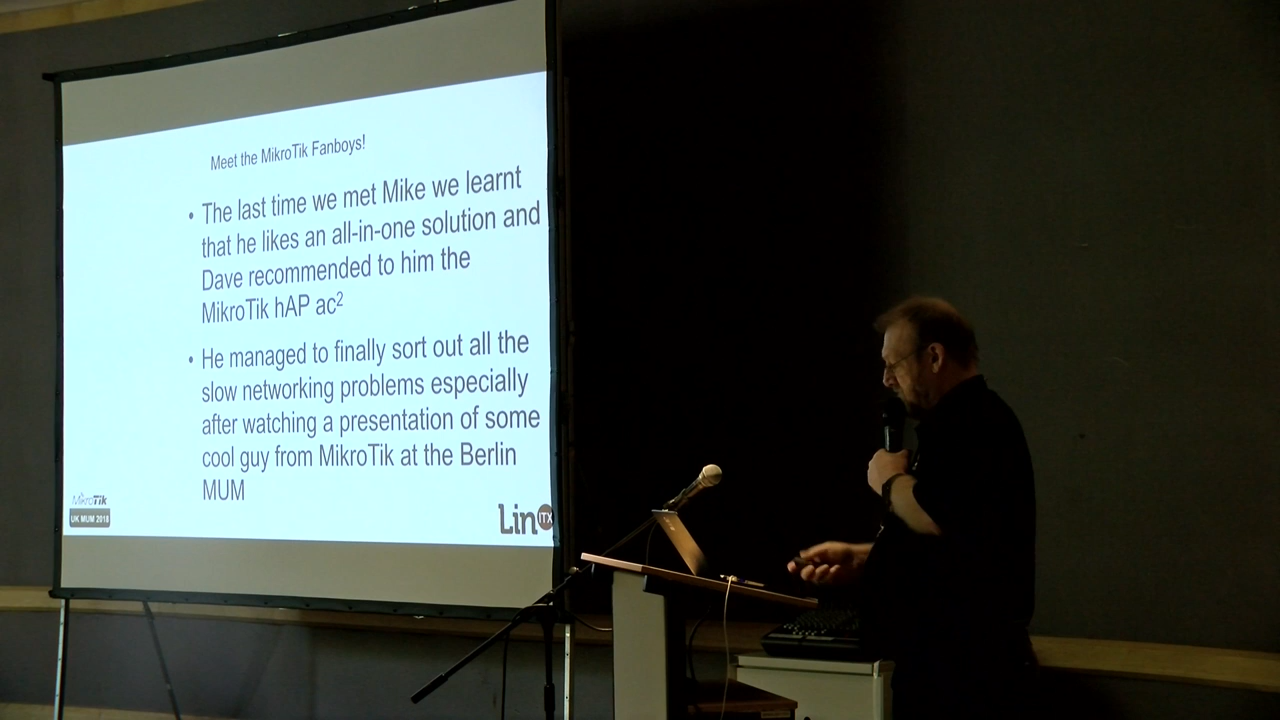 Meet the MikroTik Fanboys!
• The last time we met Mike we learnt
that he likes an all-in-one solution and
Dave recommended to him the
MikroTik hAP ac²
• He managed to finally sort out all the
slow networking problems especially
after watching a presentation of some
cool guy from MikroTik at the Berlin
MUM
MikroTik
UK MUM 2018
LinITX